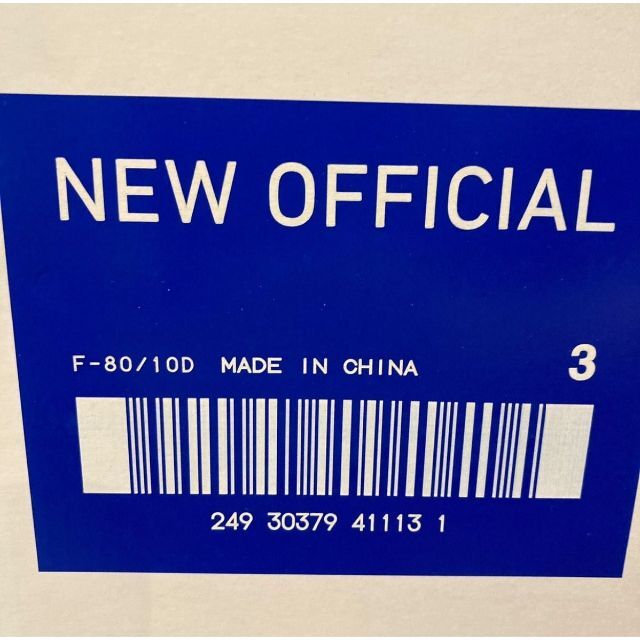 NEW OFFICIAL
F-80/10D MADE IN CHINA 3
249 30379 41113 1